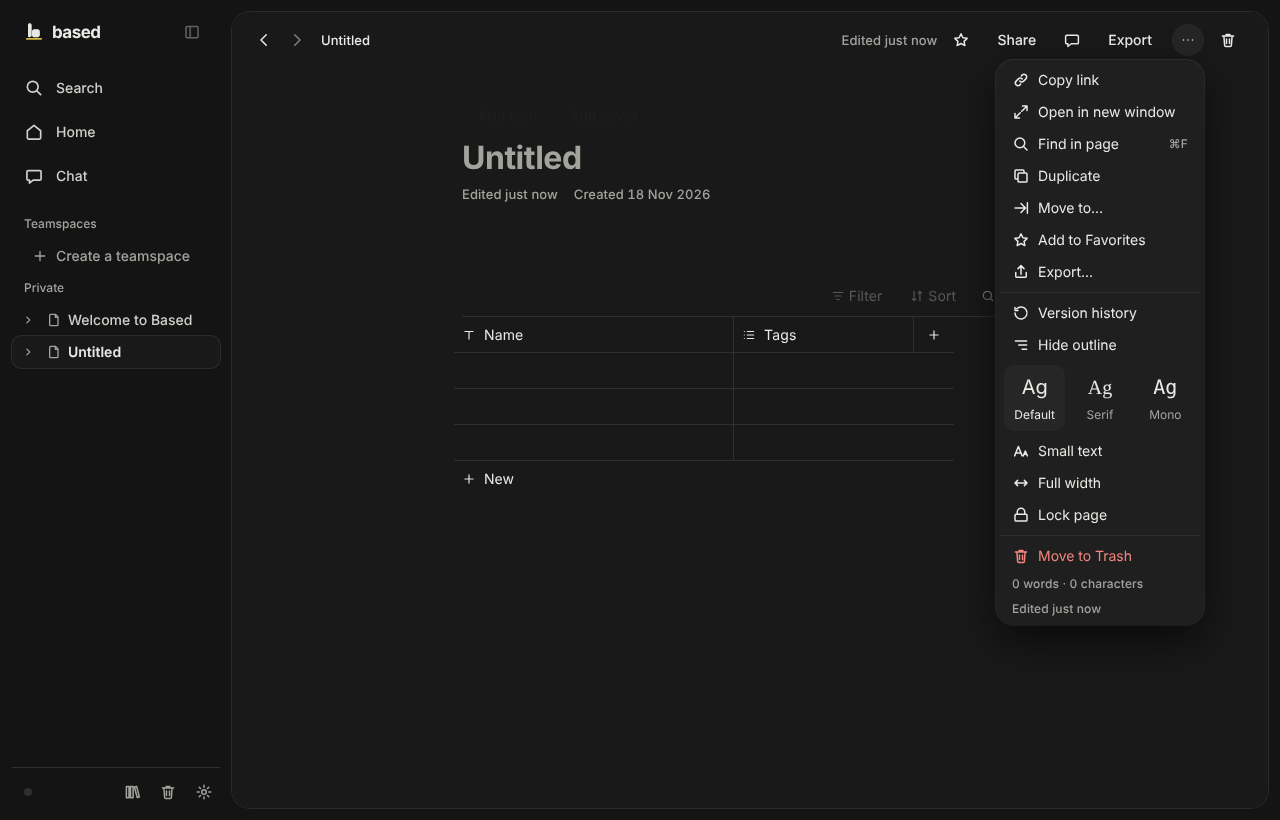 based
Search
Home
Chat
Teamspaces
Create a teamspace
Private
Welcome to Based
Untitled
Untitled
Edited just now
Share
Export
Add cover
Untitled
Edited just now Created 18 Nov 2026
Filter Sort
Name Tags
New
Copy link
Open in new window
Find in page ⌘F
Duplicate
Move to...
Add to Favorites
Export...
Version history
Hide outline
Ag Ag Ag
Default Serif Mono
Small text
Full width
Lock page
Move to Trash
0 words · 0 characters
Edited just now